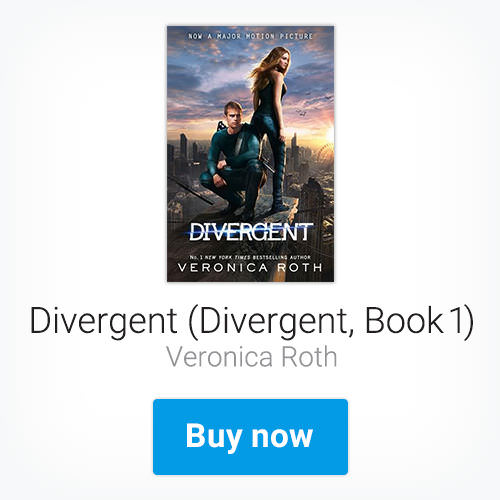 NOW A MAJOR MOTION PICTURE
DIVERGENT
No. 1 NEW YORK TIMES BESTSELLING AUTHOR
VERONICA ROTH
Divergent (Divergent, Book 1)
Veronica Roth
Buy now